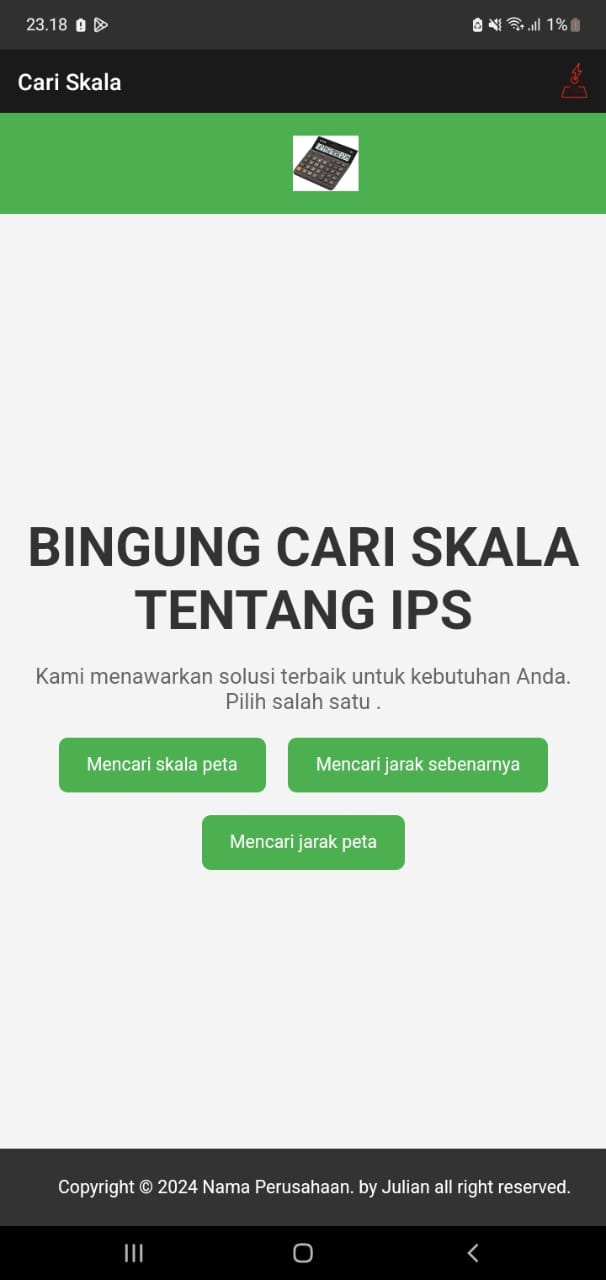 23.18
1%
Cari Skala
BINGUNG CARI SKALA
TENTANG IPS
Kami menawarkan solusi terbaik untuk kebutuhan Anda.
Pilih salah satu .
Mencari skala peta
Mencari jarak sebenarnya
Mencari jarak peta
Copyright © 2024 Nama Perusahaan. by Julian all right reserved.